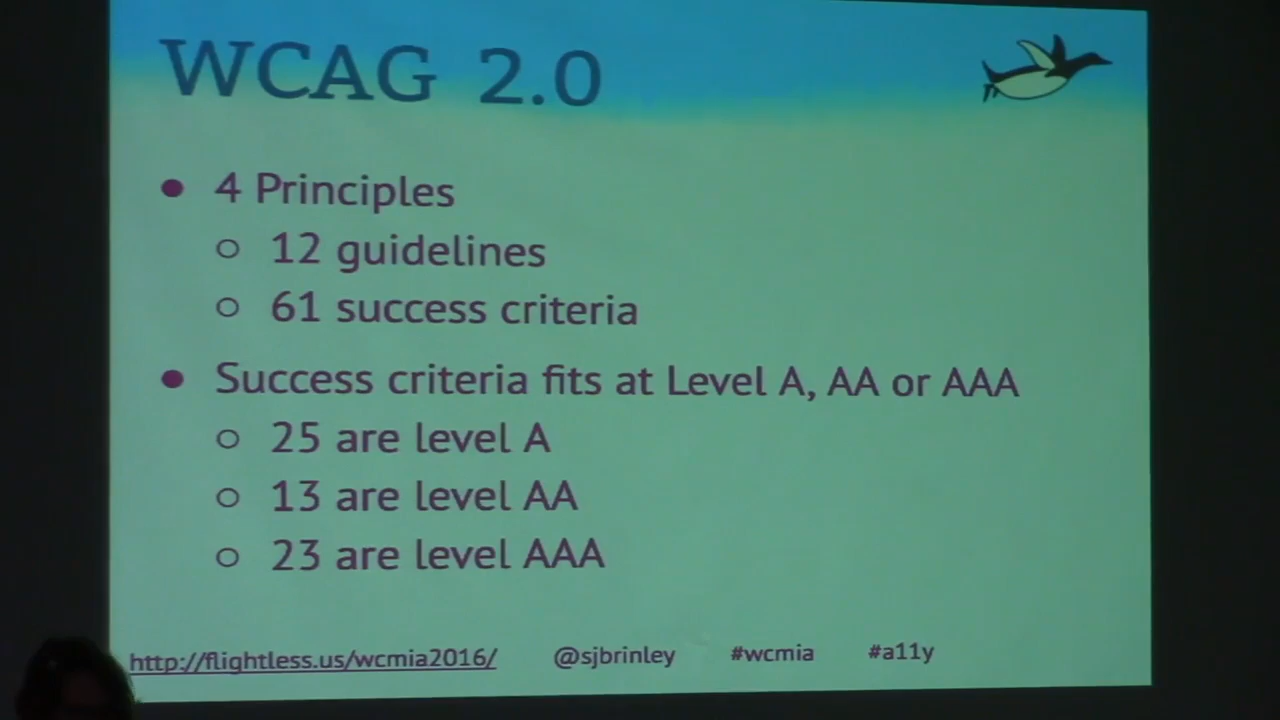 WCAG 2.0
● 4 Principles
○ 12 guidelines
○ 61 success criteria
● Success criteria fits at Level A, AA or AAA
○ 25 are level A
○ 13 are level AA
○ 23 are level AAA
http://flightless.us/wcmia2016/ @sjbrinley #wcmia #a11y